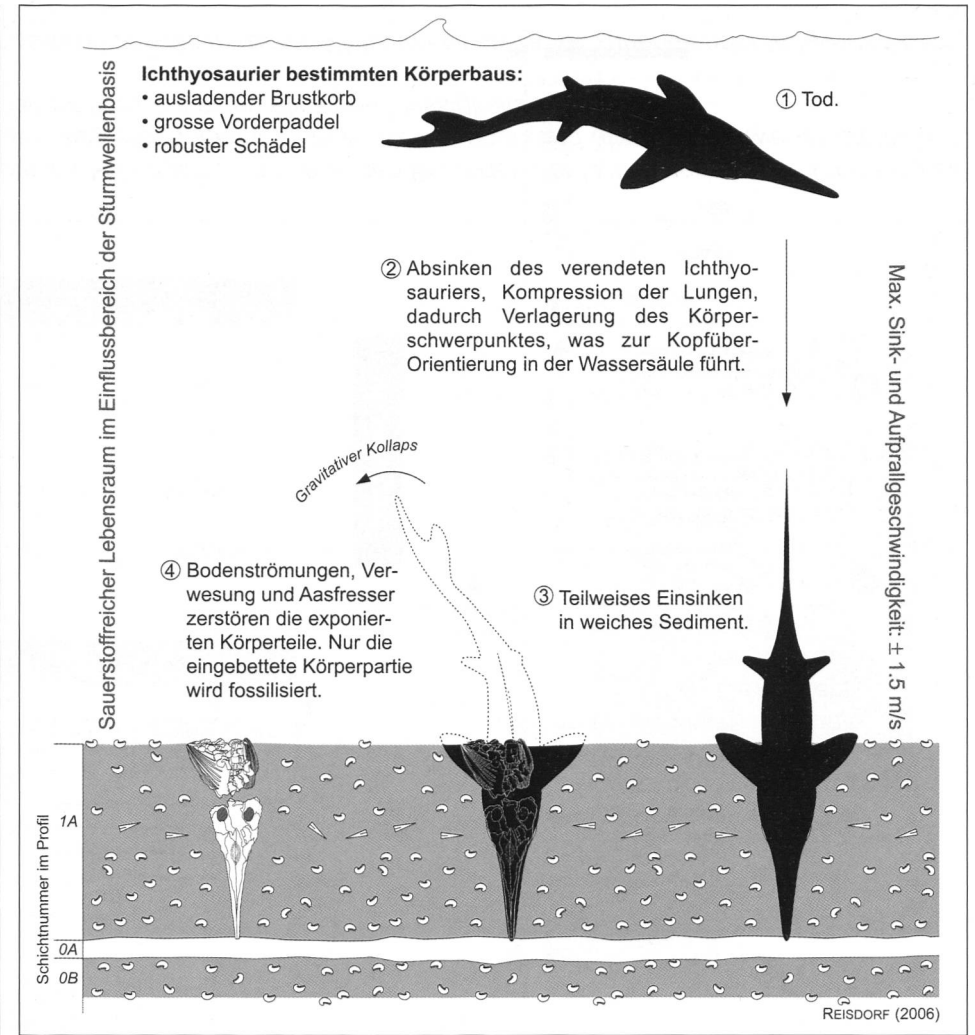 Ichthyosaurier bestimmten Körperbaus:
• ausladender Brustkorb
• grosse Vorderpaddel
• robuster Schädel
① Tod.
Sauerstoffreicher Lebensraum im Einflussbereich der Sturmwellenbasis
② Absinken des verendeten Ichthyo-
sauriers, Kompression der Lungen,
dadurch Verlagerung des Körper-
schwerpunktes, was zur Kopfüber-
Orientierung in der Wassersäule führt.
Max. Sink- und Aufprallgeschwindigkeit: ± 1.5 m/s
Gravitativer Kollaps
④ Bodenströmungen, Ver-
wesung und Aasfresser
zerstören die exponier-
ten Körperteile. Nur die
eingebettete Körperpartie
wird fossilisiert.
③ Teilweises Einsinken
in weiches Sediment.
Schichtnummer im Profil
1A
0A
0B
REISDORF (2006)